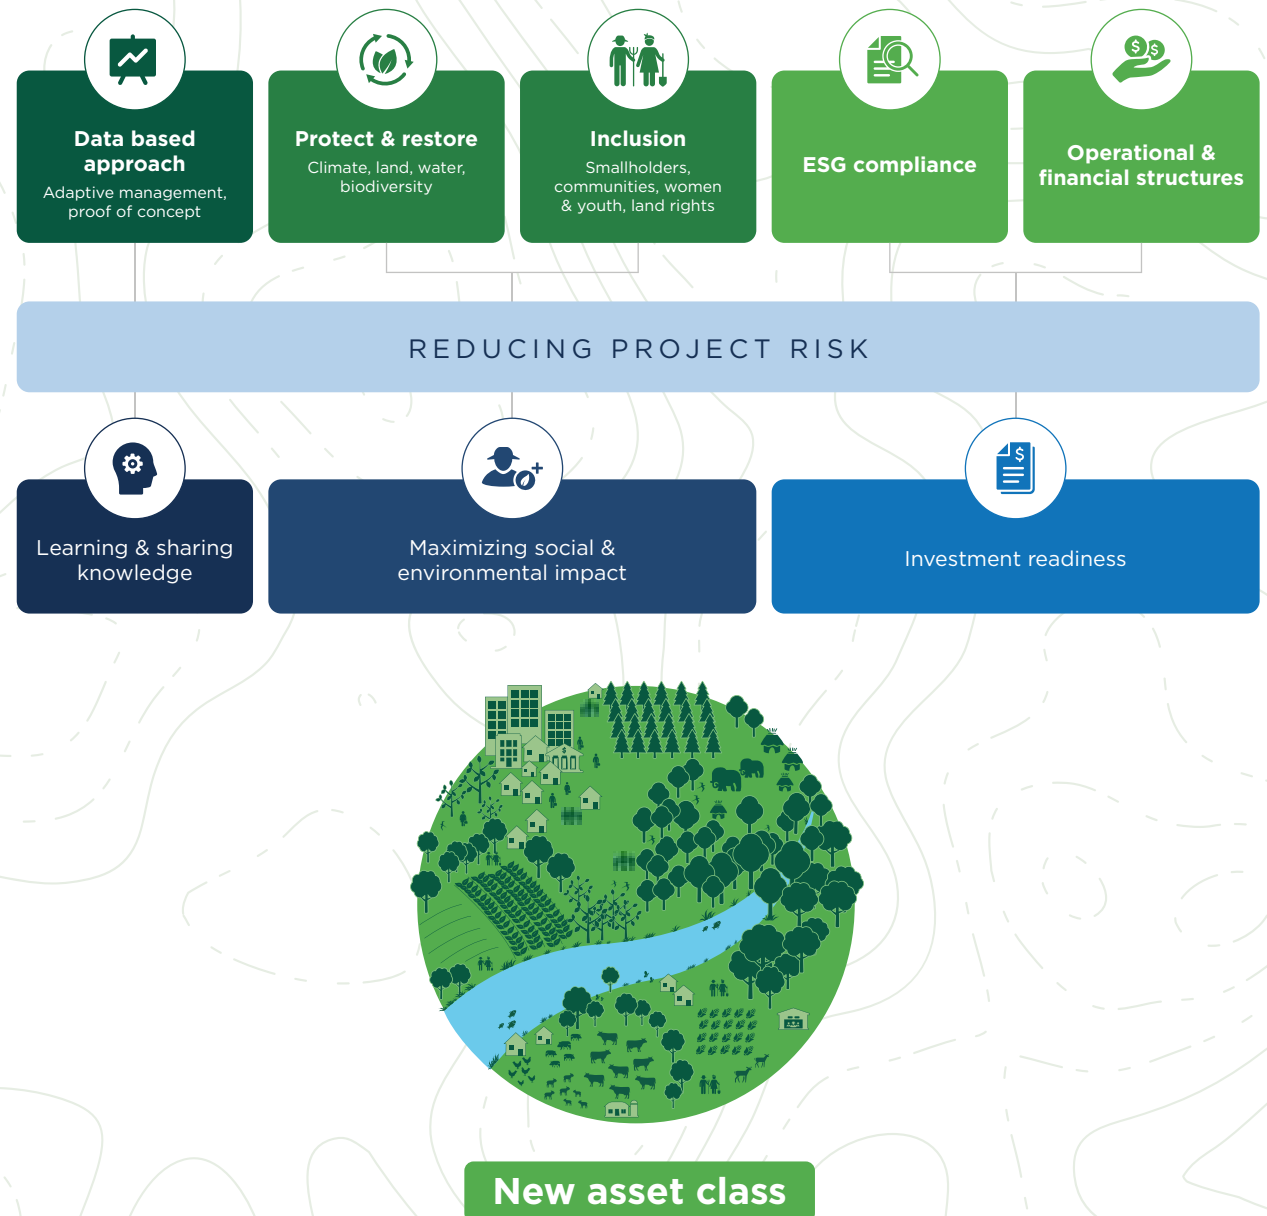 Data based
approach
Adaptive management,
proof of concept
Protect & restore
Climate, land, water,
biodiversity
Inclusion
Smallholders,
communities, women
& youth, land rights
ESG compliance
Operational &
financial structures
REDUCING PROJECT RISK
Learning & sharing
knowledge
Maximizing social &
environmental impact
Investment readiness
New asset class